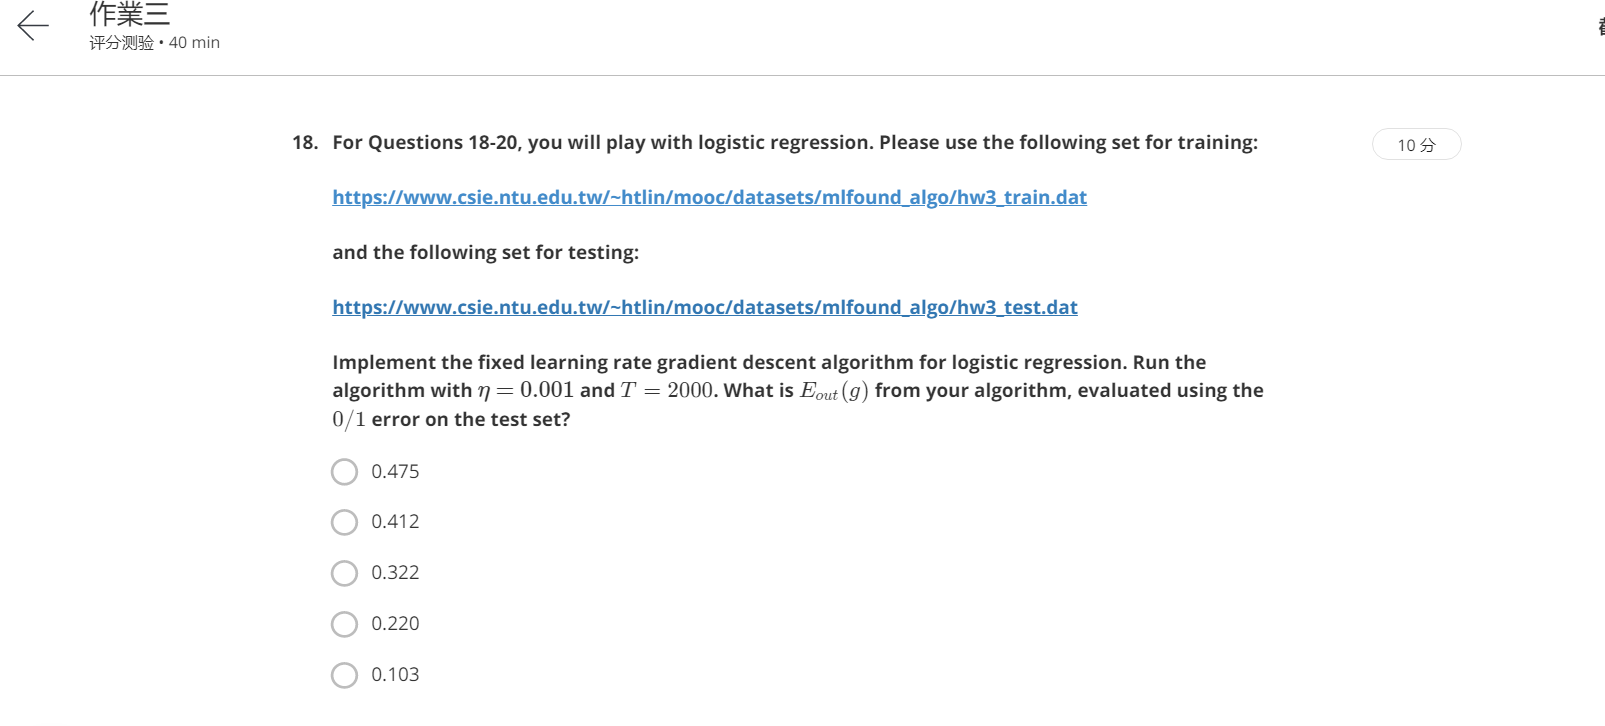 作業三
评分测验 • 40 min
18. For Questions 18-20, you will play with logistic regression. Please use the following set for training:
10 分
https://www.csie.ntu.edu.tw/~htlin/mooc/datasets/mlfound_algo/hw3_train.dat
and the following set for testing:
https://www.csie.ntu.edu.tw/~htlin/mooc/datasets/mlfound_algo/hw3_test.dat
Implement the fixed learning rate gradient descent algorithm for logistic regression. Run the
algorithm with η = 0.001 and T = 2000. What is E_{out}(g) from your algorithm, evaluated using the
0/1 error on the test set?
0.475
0.412
0.322
0.220
0.103